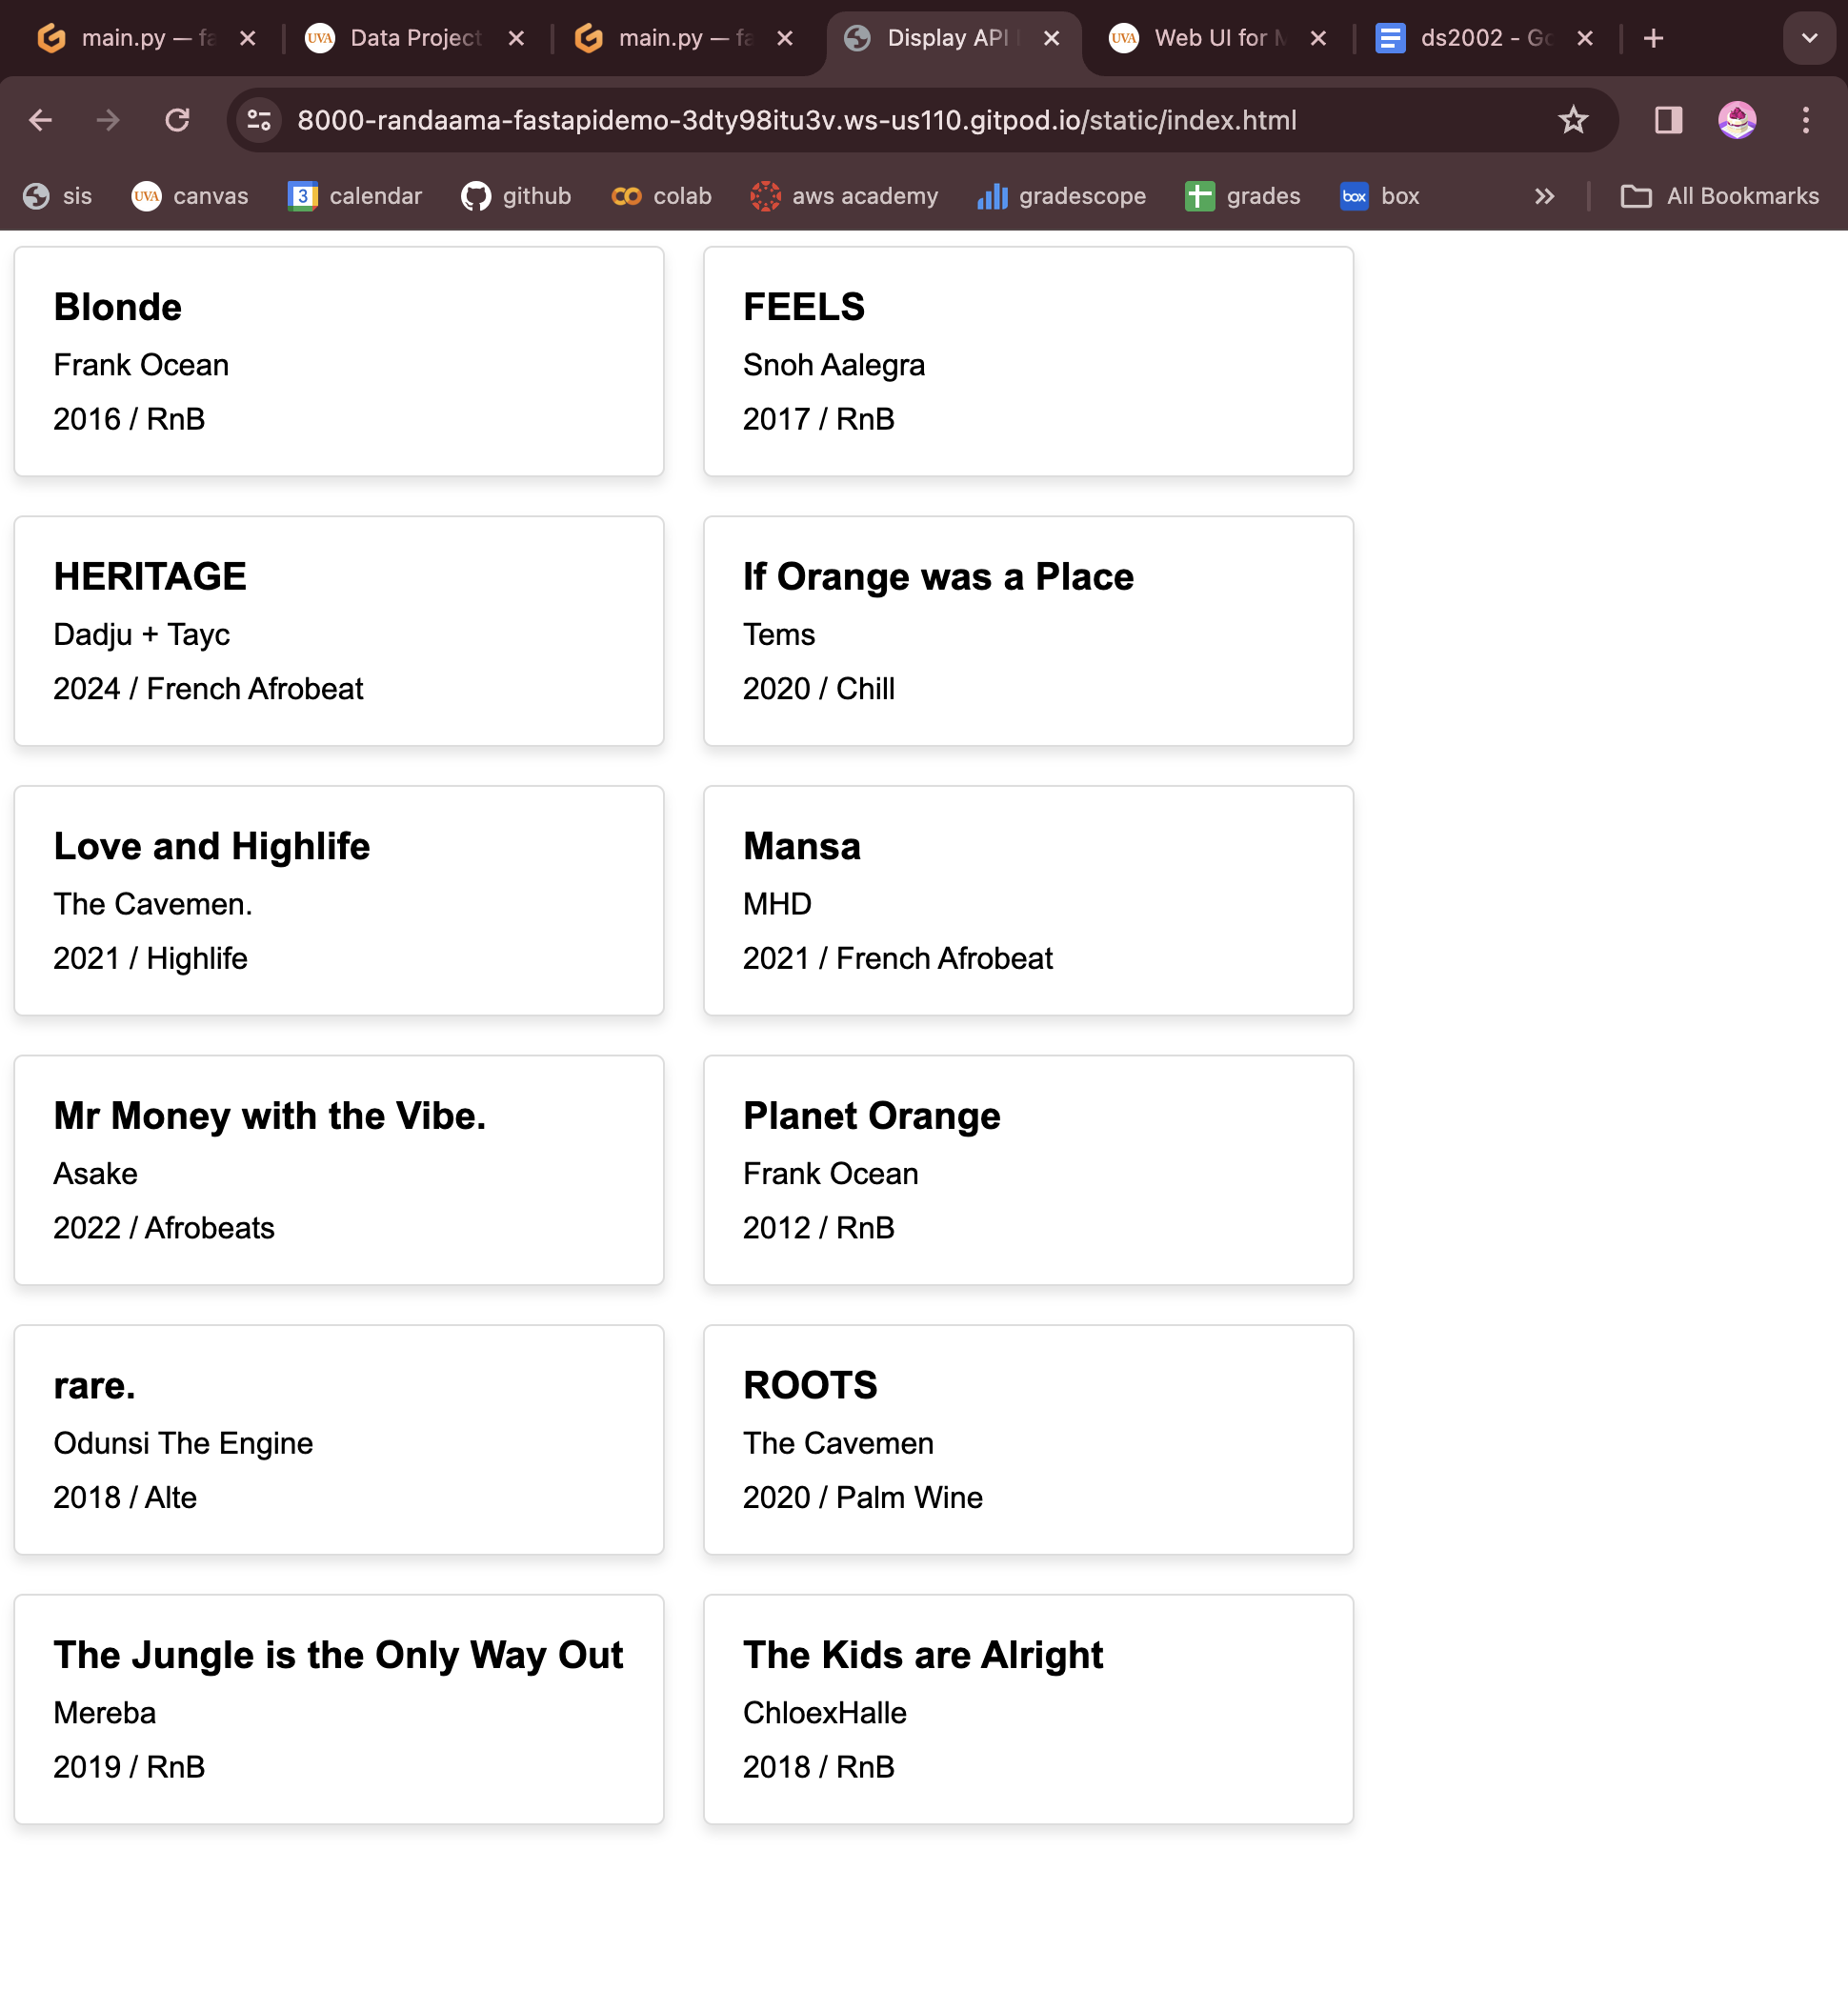 main.py — fa
UVA Data Project
main.py — fa
Display API
UVA Web UI for M
ds2002 - Go
8000-randaama-fastapidemo-3dty98itu3v.ws-us110.gitpod.io/static/index.html
sis
UVA canvas
3 calendar
github
colab
aws academy
gradescope
grades
box box
All Bookmarks
Blonde
Frank Ocean
2016 / RnB
FEELS
Snoh Aalegra
2017 / RnB
HERITAGE
Dadju + Tayc
2024 / French Afrobeat
If Orange was a Place
Tems
2020 / Chill
Love and Highlife
The Cavemen.
2021 / Highlife
Mansa
MHD
2021 / French Afrobeat
Mr Money with the Vibe.
Asake
2022 / Afrobeats
Planet Orange
Frank Ocean
2012 / RnB
rare.
Odunsi The Engine
2018 / Alte
ROOTS
The Cavemen
2020 / Palm Wine
The Jungle is the Only Way Out
Mereba
2019 / RnB
The Kids are Alright
ChloexHalle
2018 / RnB